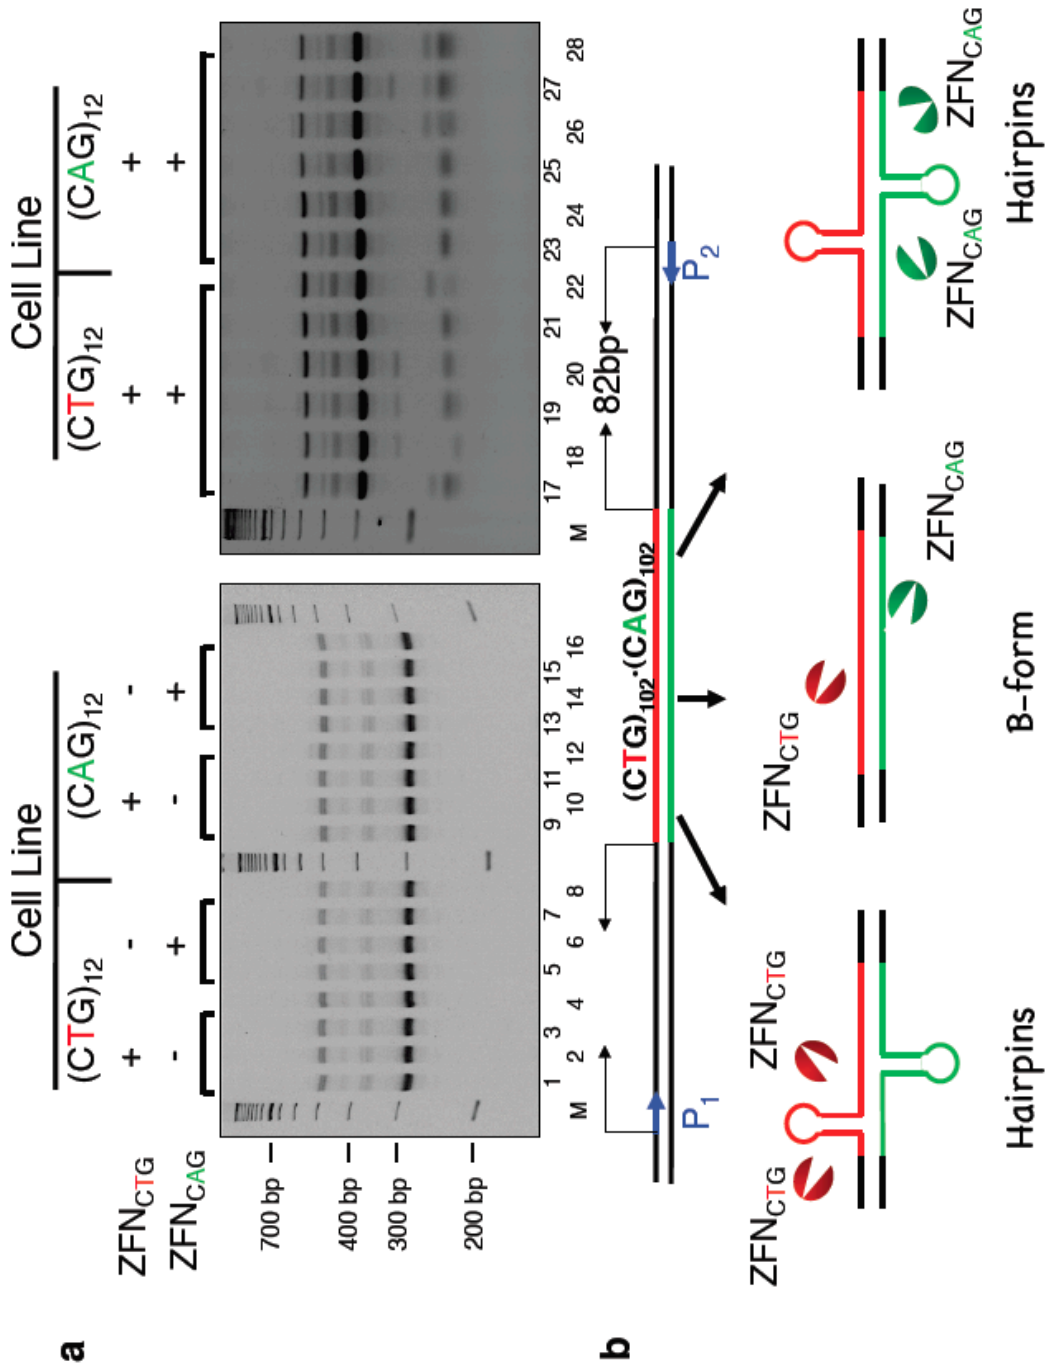 a
Cell Line
Cell Line
(CTG)12
(CAG)12
(CTG)12
(CAG)12
ZFNCTG + - + - + +
ZFNCAG - + - + + +
700 bp
400 bp
300 bp
200 bp
M 1 2 3 4 5 6 7 8 9 10 11 12 13 14 15 16
M 17 18 19 20 21 22 23 24 25 26 27 28
b
(CTG)102·(CAG)102
82bp
P1
P2
ZFNCTG
ZFNCTG
ZFNCTG
ZFNCAG
ZFNCAG
ZFNCAG
Hairpins
B-form
Hairpins